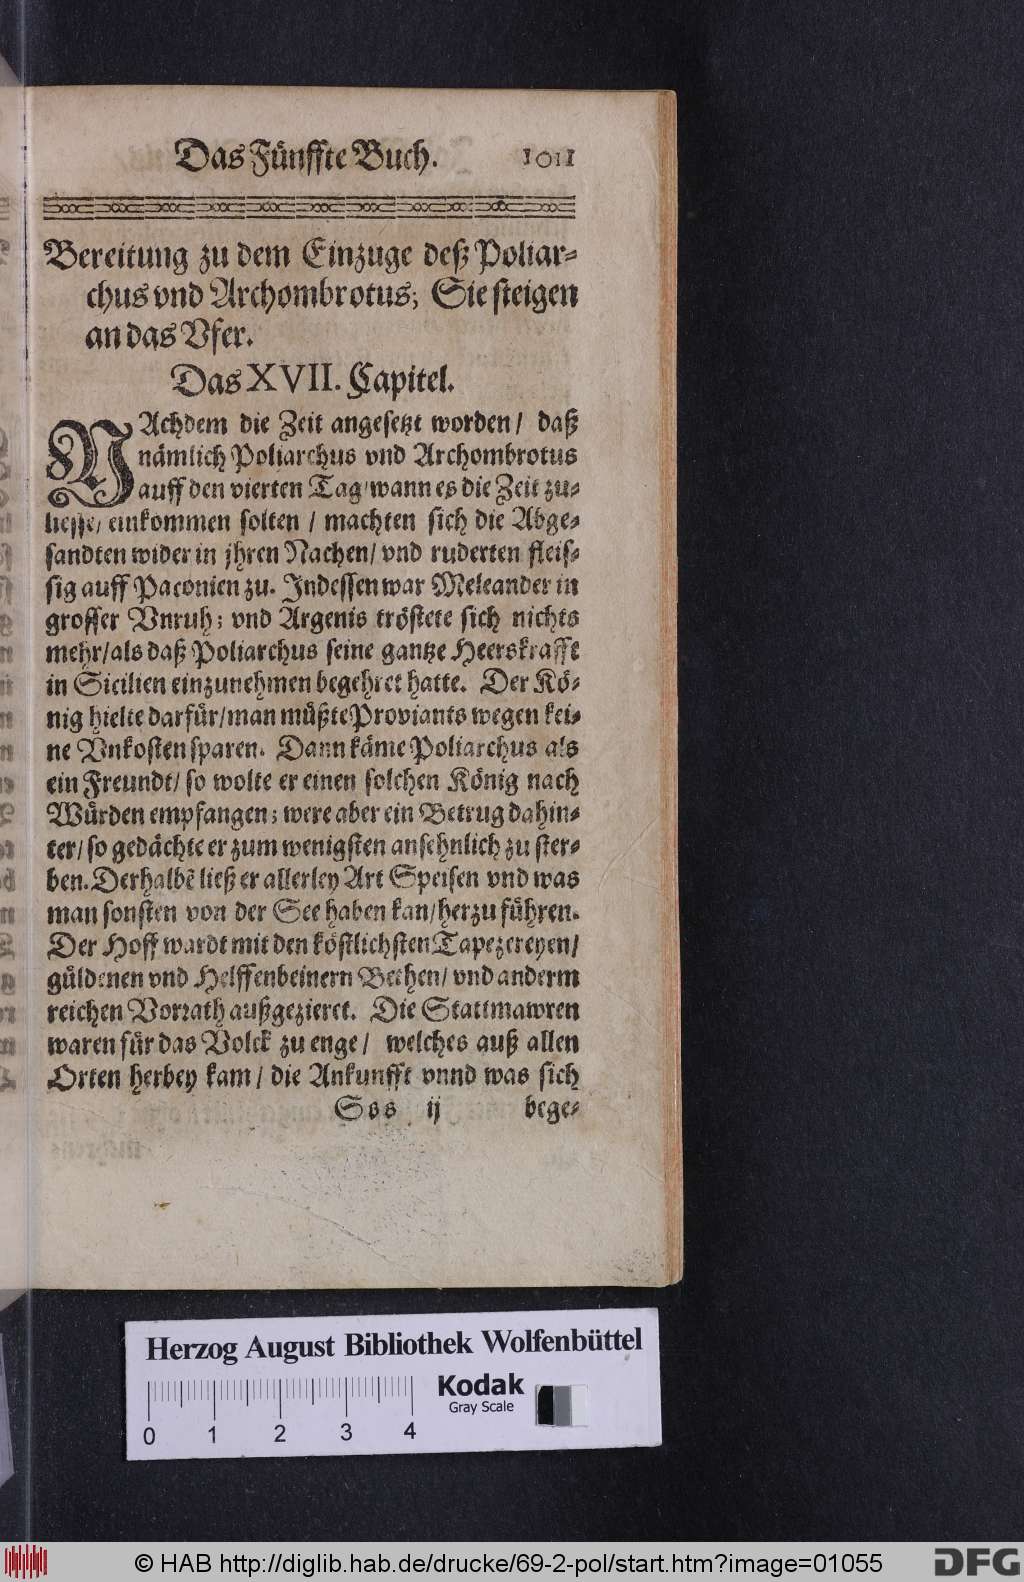 Das Fünffte Buch. 1011
Bereitung zu dem Einzuge deß Poliar-
chus vnd Archombrotus; Sie steigen
an das Vfer.
Das XVII. Capitel.
NAchdem die Zeit angesetzt worden/ daß
nämlich Poliarchus vnd Archombrotus
auff den vierten Tag/ wann es die Zeit zu-
liesse/ einkommen solten / machten sich die Abge-
sandten wider in jhren Nachen/ vnd ruderten fleis-
sig auff Paconien zu. Indessen war Meleander in
grosser Vnruh; vnd Argenis tröstete sich nichts
mehr/ als daß Poliarchus seine gantze Heerskrafft
in Sicilien einzunehmen begehret hatte. Der Kö-
nig hielte darfür/ man müßte Proviants wegen kei-
ne Vnkosten sparen. Dann käme Poliarchus als
ein Freundt/ so wolte er einen solchen König nach
Würden empfangen; were aber ein Betrug dahin-
ter/ so gedächte er zum wenigsten ansehnlich zu ster-
ben. Derhalbẽ ließ er allerley Art Speisen vnd was
man sonsten von der See haben kan/ herzu führen.
Der Hoff wardt mit den köstlichsten Tapezereyen/
güldenen vnd Helffenbeinern Bethen/ vnd anderm
reichen Vorrath außgezieret. Die Stattmawren
waren für das Volck zu enge/ welches auß allen
Orten herbey kam/ die Ankunfft vnnd was sich
Sss ij bege-
Herzog August Bibliothek Wolfenbüttel
Kodak
Gray Scale
0 1 2 3 4
© HAB http://diglib.hab.de/drucke/69-2-pol/start.htm?image=01055
DFG